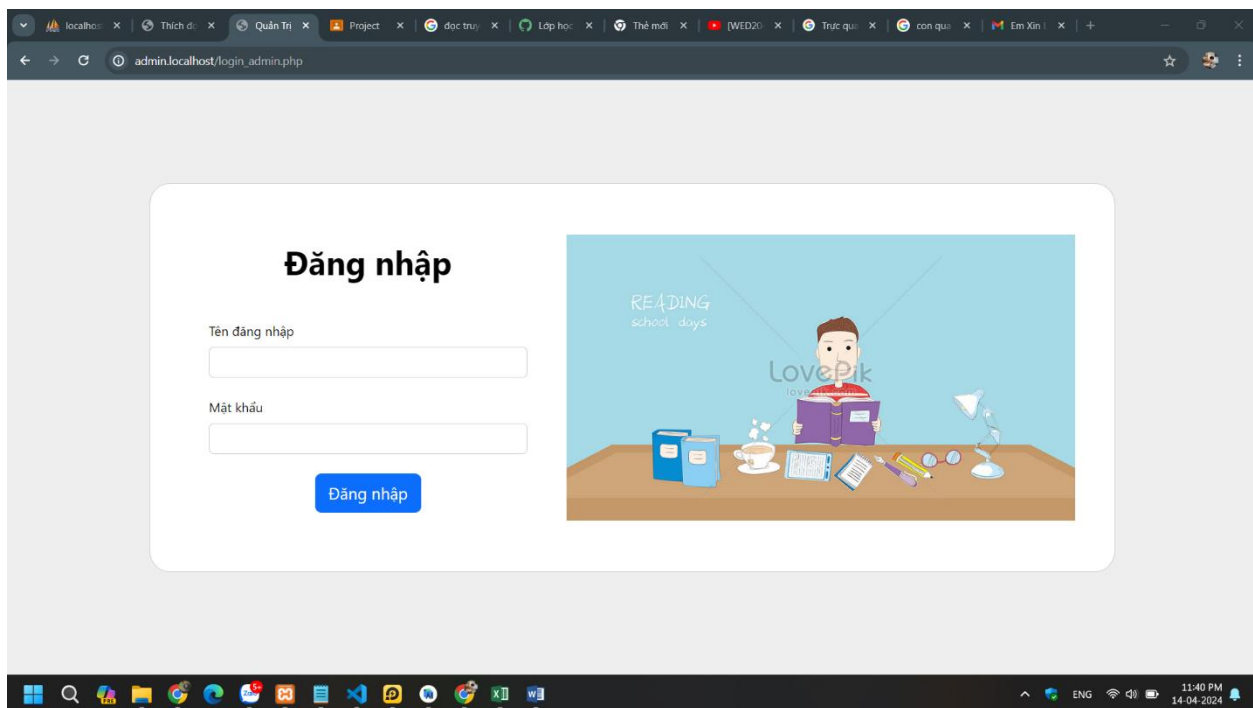 localhos
Thích đọ
Quản Trị
Project
đọc truy
Lớp học
Thẻ mới
[WED20
Trực qua
con qua
Em Xin
admin.localhost/login_admin.php
Đăng nhập
Tên đăng nhập
Mật khẩu
Đăng nhập
READING
school days
LovePik
ENG
11:40 PM
14-04-2024